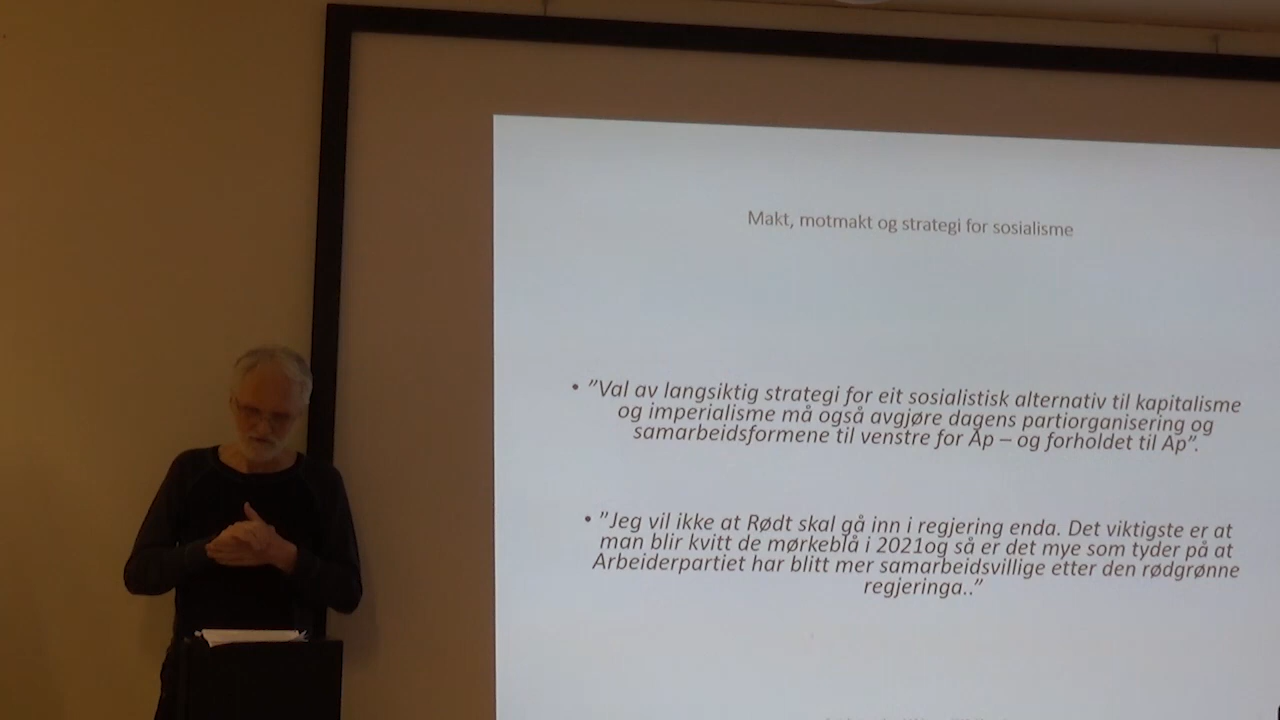 Makt, motmakt og strategi for sosialisme
• ”Val av langsiktig strategi for eit sosialistisk alternativ til kapitalisme
og imperialisme må også avgjøre dagens partiorganisering og
samarbeidsformene til venstre for Ap – og forholdet til Ap”.
• ”Jeg vil ikke at Rødt skal gå inn i regjering enda. Det viktigste er at
man blir kvitt de mørkeblå i 2021og så er det mye som tyder på at
Arbeiderpartiet har blitt mer samarbeidsvillige etter den rødgrønne
regjeringa..”